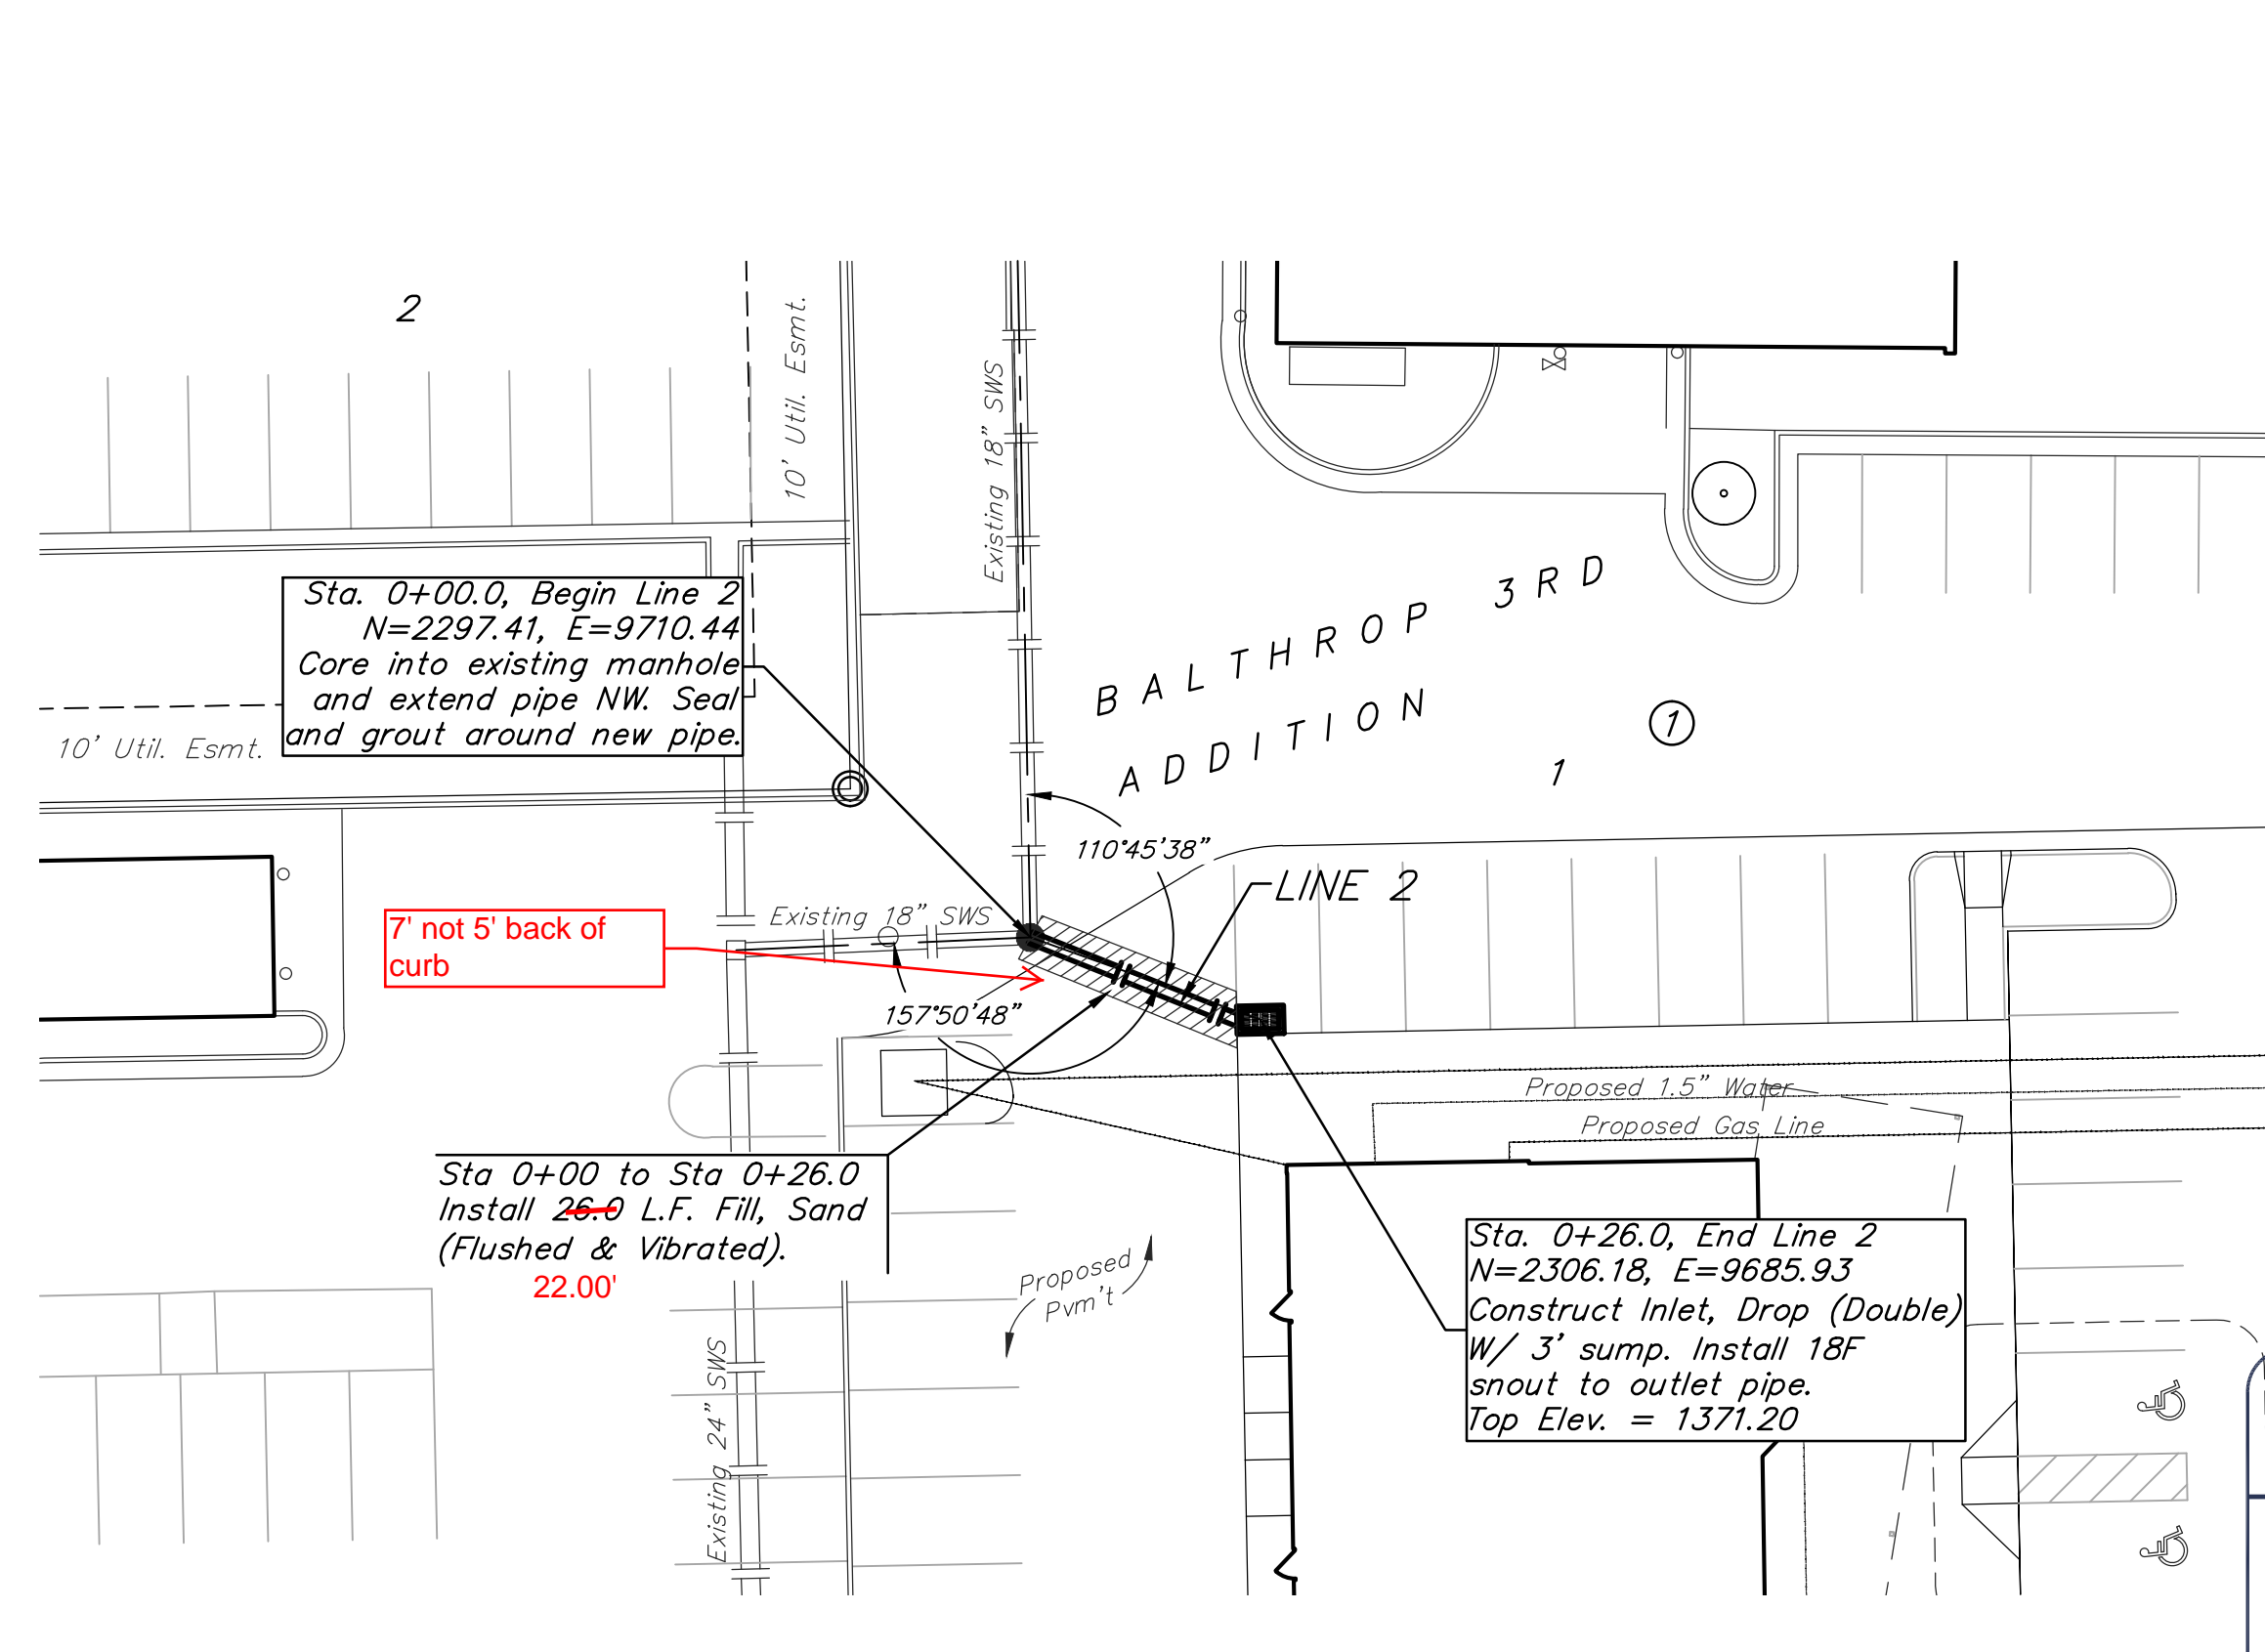 2
10' Util. Esmt.
Existing 18" SWS
Sta. 0+00.0, Begin Line 2
N=2297.41, E=9710.44
Core into existing manhole
and extend pipe NW. Seal
and grout around new pipe.
10' Util. Esmt.
BALTHROP 3RD
ADDITION
1
1
110°45'38"
LINE 2
7' not 5' back of
curb
Existing 18" SWS
157°50'48"
Proposed 1.5" Water
Proposed Gas Line
Sta 0+00 to Sta 0+26.0
Install 26.0 L.F. Fill, Sand
(Flushed & Vibrated).
22.00'
Proposed
Pvm't
Sta. 0+26.0, End Line 2
N=2306.18, E=9685.93
Construct Inlet, Drop (Double)
W/ 3' sump. Install 18F
snout to outlet pipe.
Top Elev. = 1371.20
Existing 24" SWS